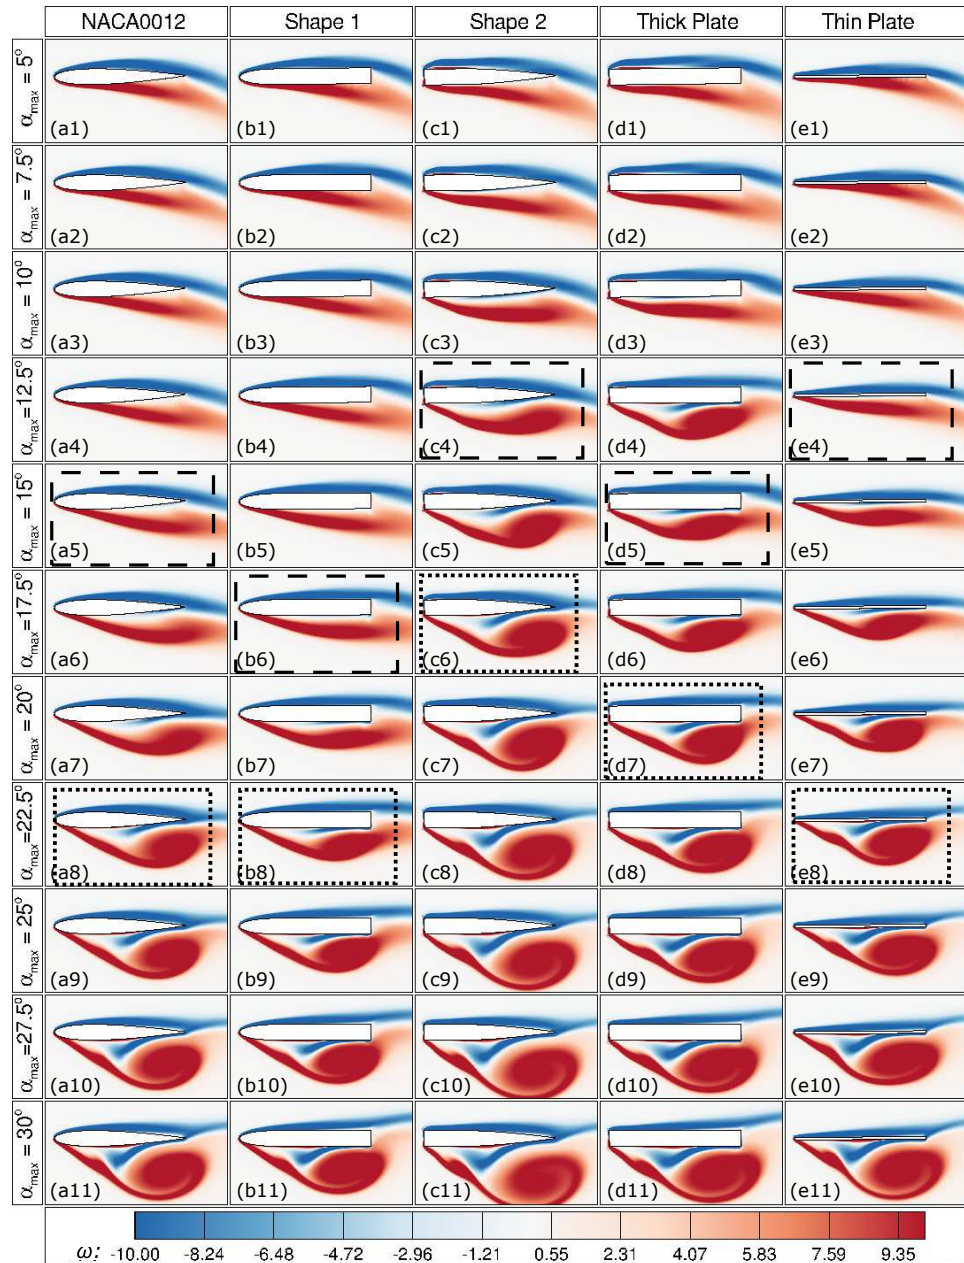 NACA0012 Shape 1 Shape 2 Thick Plate Thin Plate
αmax = 5°
(a1) (b1) (c1) (d1) (e1)
αmax = 7.5°
(a2) (b2) (c2) (d2) (e2)
αmax = 10°
(a3) (b3) (c3) (d3) (e3)
αmax =12.5°
(a4) (b4) (c4) (d4) (e4)
αmax = 15°
(a5) (b5) (c5) (d5) (e5)
αmax =17.5°
(a6) (b6) (c6) (d6) (e6)
αmax = 20°
(a7) (b7) (c7) (d7) (e7)
αmax =22.5°
(a8) (b8) (c8) (d8) (e8)
αmax = 25°
(a9) (b9) (c9) (d9) (e9)
αmax =27.5°
(a10) (b10) (c10) (d10) (e10)
αmax = 30°
(a11) (b11) (c11) (d11) (e11)
ω: -10.00 -8.24 -6.48 -4.72 -2.96 -1.21 0.55 2.31 4.07 5.83 7.59 9.35